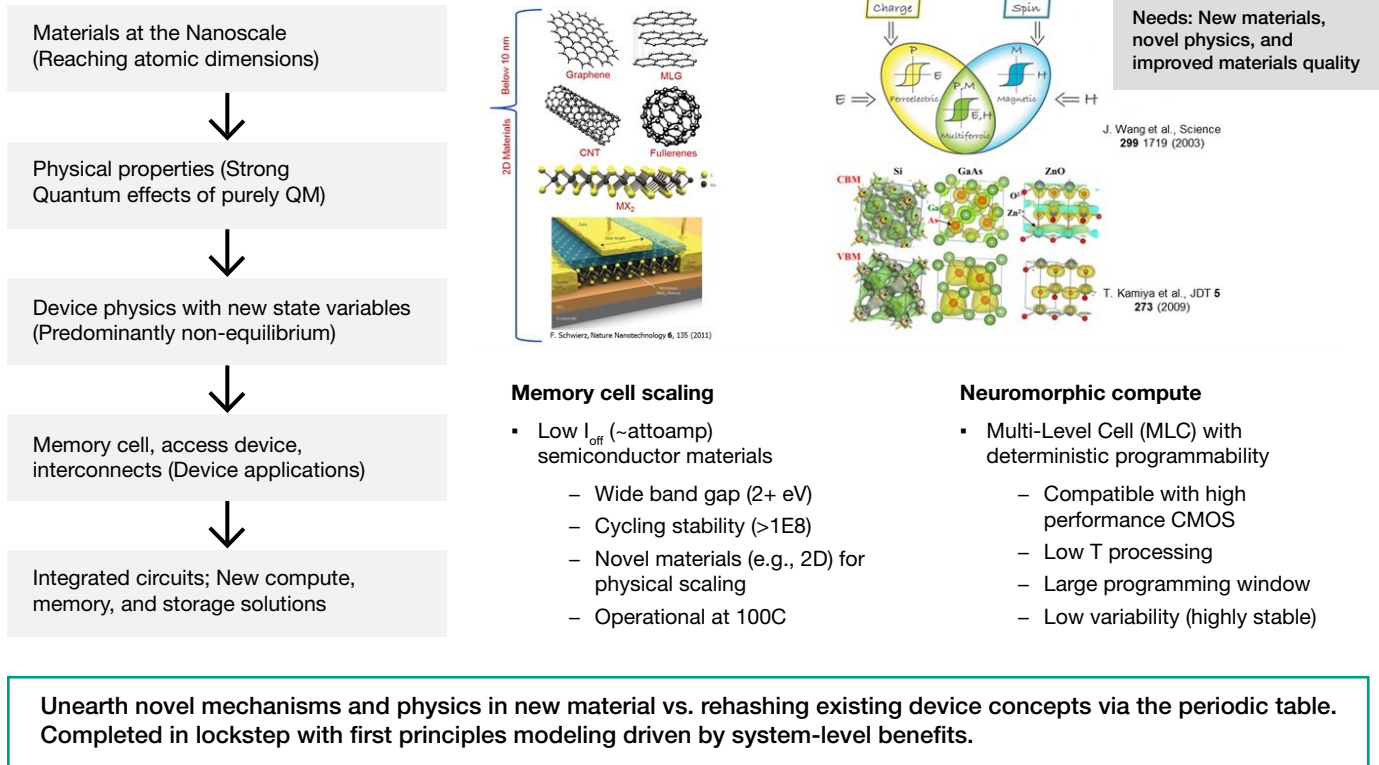 Materials at the Nanoscale
(Reaching atomic dimensions)
Physical properties (Strong
Quantum effects of purely QM)
Device physics with new state variables
(Predominantly non-equilibrium)
Memory cell, access device,
interconnects (Device applications)
Integrated circuits; New compute,
memory, and storage solutions
Below 10 nm
2D Materials
Graphene
MLG
CNT
Fullerenes
MX2
Gate
F. Schwierz, Nature Nanotechnology 6, 135 (2011)
Charge
Spin
P
E
Ferroelectric
M
H
Magnetic
P,M
E,H
Multiferroic
E
H
Needs: New materials,
novel physics, and
improved materials quality
J. Wang et al., Science
299 1719 (2003)
Si
GaAs
ZnO
CBM
Ga
As
O2-
Zn2+
VBM
T. Kamiya et al., JDT 5
273 (2009)
Memory cell scaling
▪ Low Ioff (~attoamp)
semiconductor materials
– Wide band gap (2+ eV)
– Cycling stability (>1E8)
– Novel materials (e.g., 2D) for
physical scaling
– Operational at 100C
Neuromorphic compute
▪ Multi-Level Cell (MLC) with
deterministic programmability
– Compatible with high
performance CMOS
– Low T processing
– Large programming window
– Low variability (highly stable)
Unearth novel mechanisms and physics in new material vs. rehashing existing device concepts via the periodic table.
Completed in lockstep with first principles modeling driven by system-level benefits.